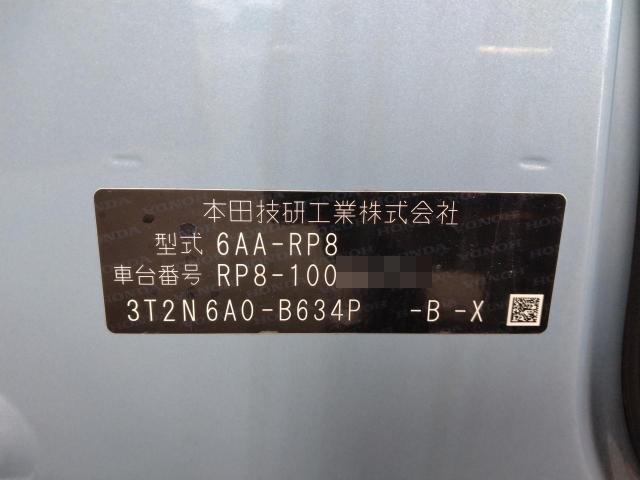 本田技研工業株式会社
型式 6AA-RP8
車台番号 RP8-100
3T2N6A0-B634P -B -X